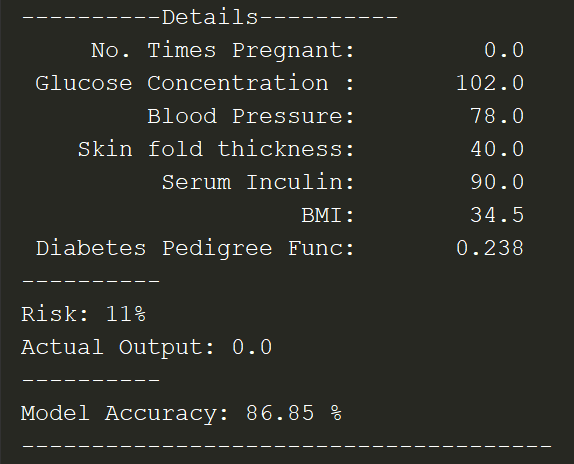 ----------Details----------
No. Times Pregnant: 0.0
Glucose Concentration : 102.0
Blood Pressure: 78.0
Skin fold thickness: 40.0
Serum Inculin: 90.0
BMI: 34.5
Diabetes Pedigree Func: 0.238
----------
Risk: 11%
Actual Output: 0.0
----------
Model Accuracy: 86.85 %
--------------------------------------